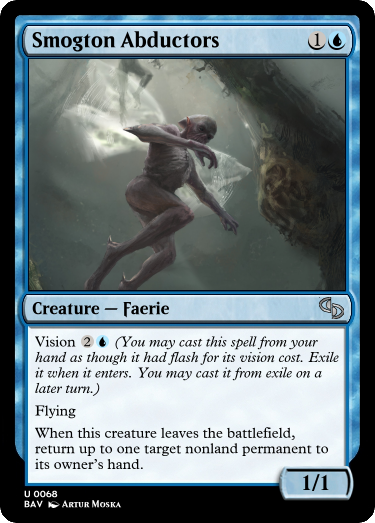 Smogton Abductors 1
Creature — Faerie
Vision 2 (You may cast this spell from your
hand as though it had flash for its vision cost. Exile
it when it enters. You may cast it from exile on a
later turn.)
Flying
When this creature leaves the battlefield,
return up to one target nonland permanent to
its owner's hand.
1/1
U 0068
BAV Artur Moska